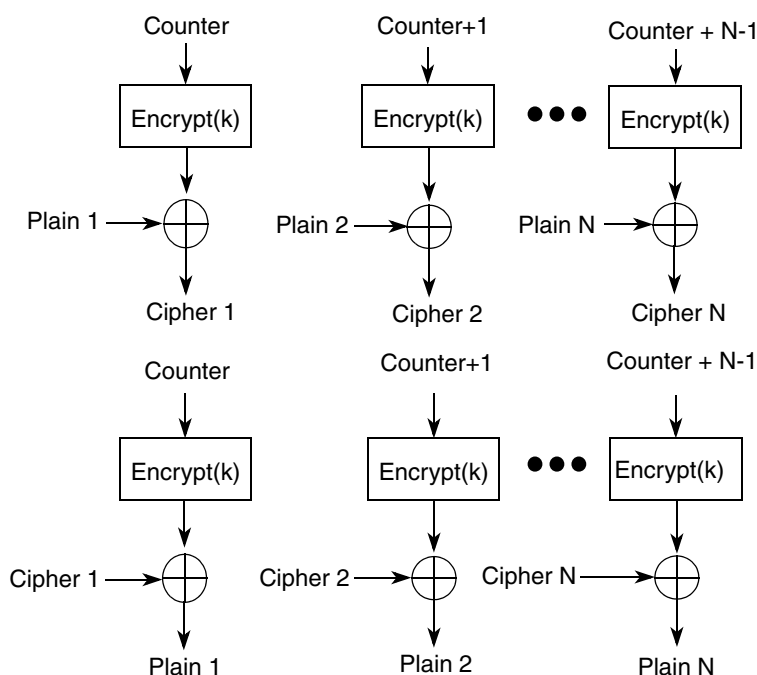 Counter
Counter+1
Counter + N-1
Encrypt(k)
Encrypt(k)
Encrypt(k)
Plain 1
Plain 2
Plain N
Cipher 1
Cipher 2
Cipher N
Counter
Counter+1
Counter + N-1
Encrypt(k)
Encrypt(k)
Encrypt(k)
Cipher 1
Cipher 2
Cipher N
Plain 1
Plain 2
Plain N